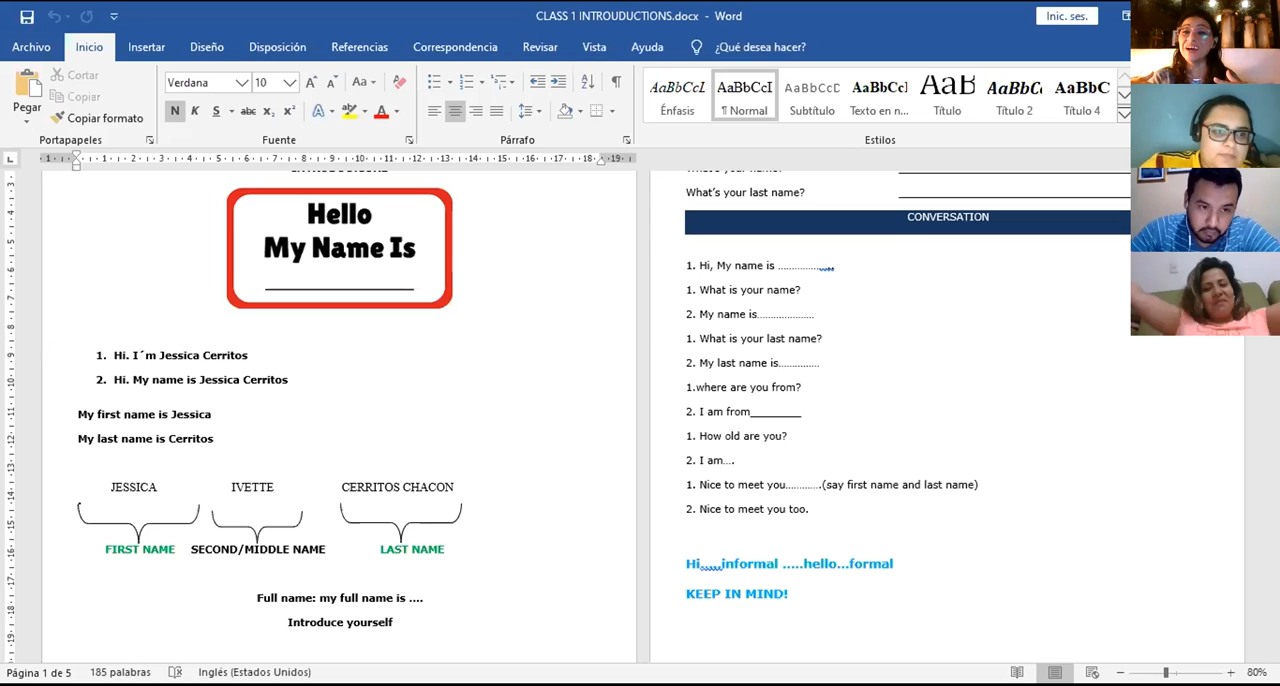 CLASS 1 INTROUDUCTIONS.docx - Word
Inic. ses.
Archivo Inicio Insertar Diseño Disposición Referencias Correspondencia Revisar Vista Ayuda ¿Qué desea hacer?
Pegar
Cortar
Copiar
Copiar formato
Verdana 10
N K S abc x₂ x²
AaBbCcL Énfasis
AaBbCcI ¶ Normal
AaBbCcD Subtítulo
AaBbCcI Texto en n...
AaB Título
AaBbCc Título 2
AaBbC Título 4
Portapapeles Fuente Párrafo Estilos
Hello
My Name Is
1. Hi. I´m Jessica Cerritos
2. Hi. My name is Jessica Cerritos
My first name is Jessica
My last name is Cerritos
JESSICA IVETTE CERRITOS CHACON
FIRST NAME SECOND/MIDDLE NAME LAST NAME
Full name: my full name is ....
Introduce yourself
What's your last name?
CONVERSATION
1. Hi, My name is ...................
1. What is your name?
2. My name is....................
1. What is your last name?
2. My last name is..............
1.where are you from?
2. I am from_________
1. How old are you?
2. I am....
1. Nice to meet you............(say first name and last name)
2. Nice to meet you too.
Hi.....informal .....hello...formal
KEEP IN MIND!
Página 1 de 5 185 palabras Inglés (Estados Unidos) 80%